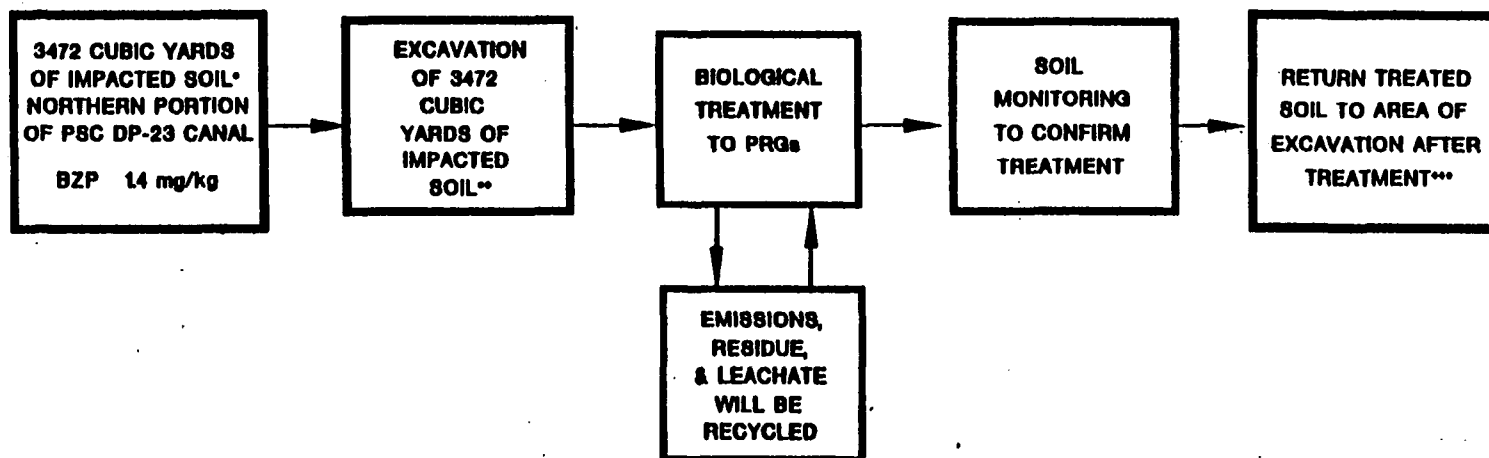 3472 CUBIC YARDS
OF IMPACTED SOIL*
NORTHERN PORTION
OF PSC DP-23 CANAL
BZP 1.4 mg/kg
EXCAVATION
OF 3472
CUBIC
YARDS OF
IMPACTED
SOIL**
BIOLOGICAL
TREATMENT
TO PRGs
SOIL
MONITORING
TO CONFIRM
TREATMENT
RETURN TREATED
SOIL TO AREA OF
EXCAVATION AFTER
TREATMENT***
EMISSIONS,
RESIDUE,
& LEACHATE
WILL BE
RECYCLED